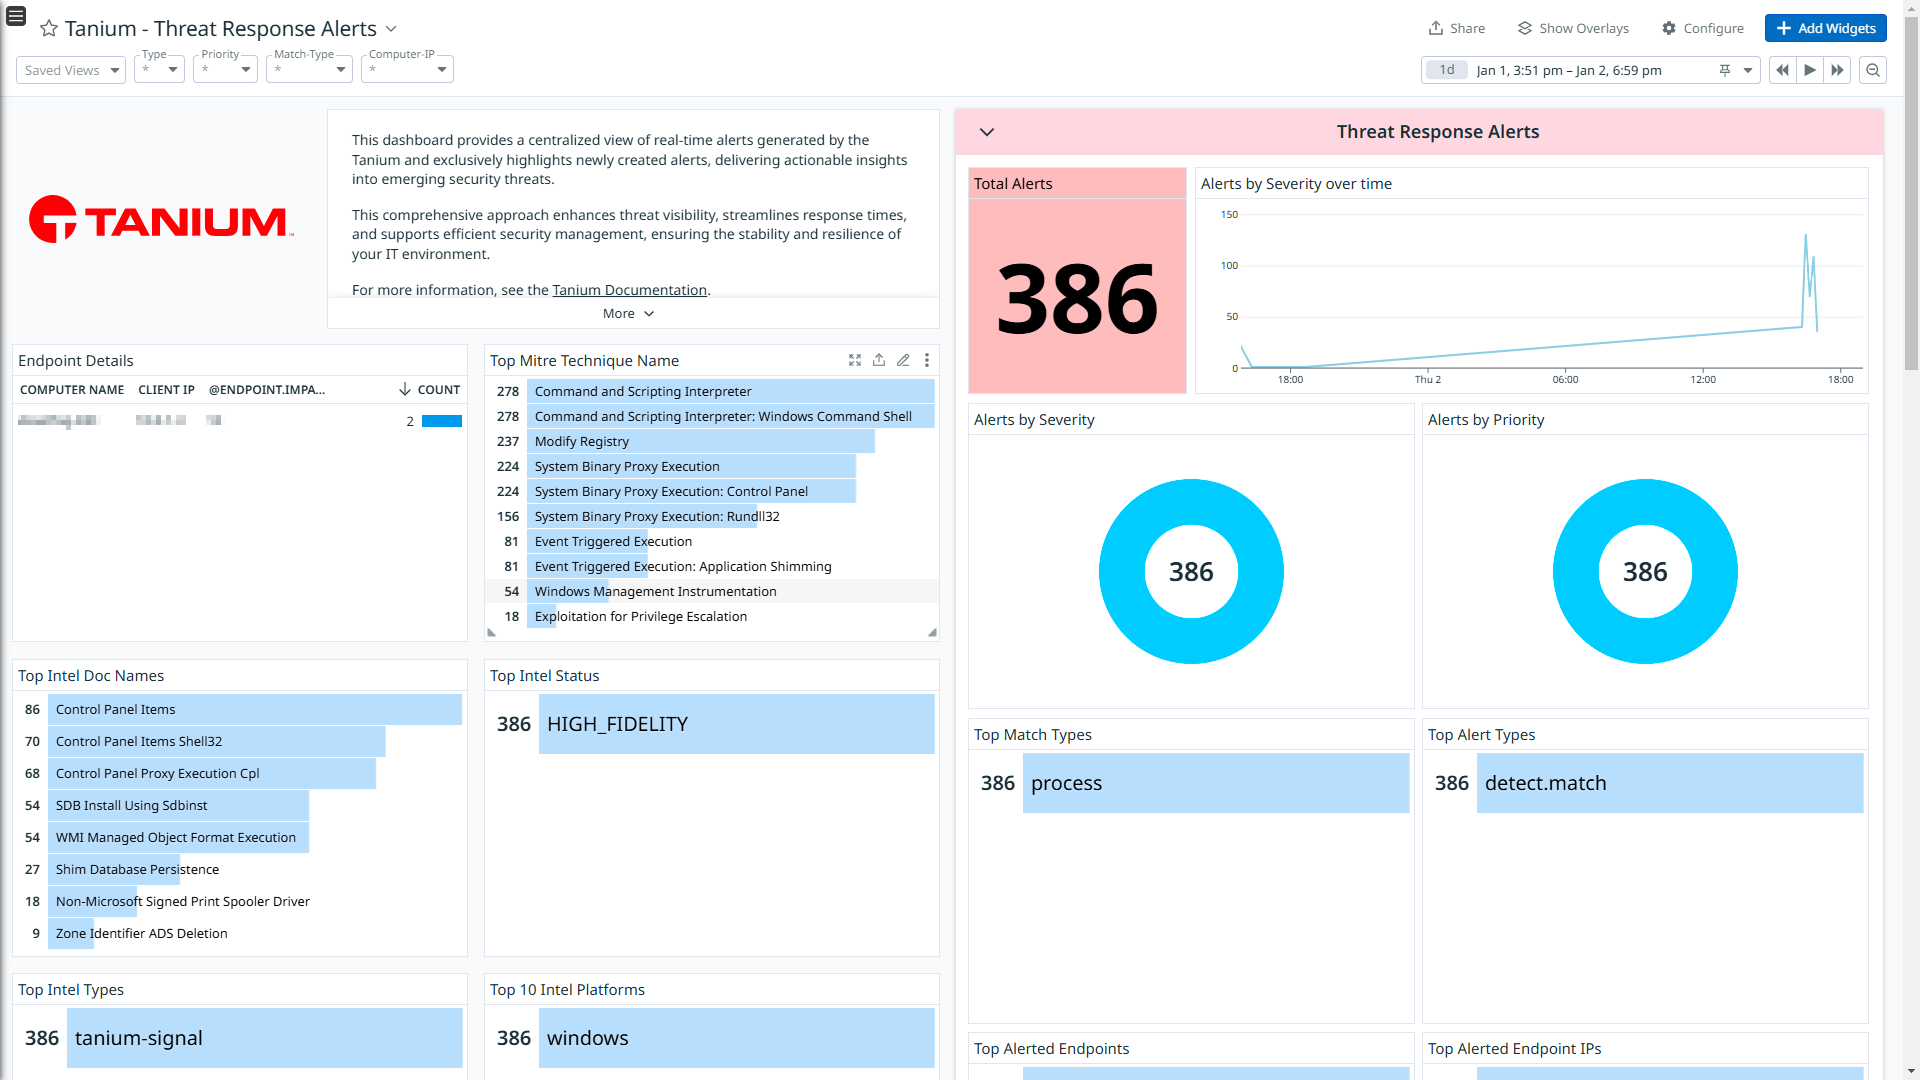 Tanium - Threat Response Alerts
Share
Show Overlays
Configure
Add Widgets
Saved Views
Type
*
Priority
*
Match-Type
*
Computer-IP
*
1d
Jan 1, 3:51 pm – Jan 2, 6:59 pm
TANIUM
This dashboard provides a centralized view of real-time alerts generated by the
Tanium and exclusively highlights newly created alerts, delivering actionable insights
into emerging security threats.
This comprehensive approach enhances threat visibility, streamlines response times,
and supports efficient security management, ensuring the stability and resilience of
your IT environment.
For more information, see the Tanium Documentation.
More
Endpoint Details
COMPUTER NAME CLIENT IP @ENDPOINT.IMPA... COUNT
2
Top Mitre Technique Name
278 Command and Scripting Interpreter
278 Command and Scripting Interpreter: Windows Command Shell
237 Modify Registry
224 System Binary Proxy Execution
224 System Binary Proxy Execution: Control Panel
156 System Binary Proxy Execution: Rundll32
81 Event Triggered Execution
81 Event Triggered Execution: Application Shimming
54 Windows Management Instrumentation
18 Exploitation for Privilege Escalation
Top Intel Doc Names
86 Control Panel Items
70 Control Panel Items Shell32
68 Control Panel Proxy Execution Cpl
54 SDB Install Using Sdbinst
54 WMI Managed Object Format Execution
27 Shim Database Persistence
18 Non-Microsoft Signed Print Spooler Driver
9 Zone Identifier ADS Deletion
Top Intel Status
386 HIGH_FIDELITY
Top Intel Types
386 tanium-signal
Top 10 Intel Platforms
386 windows
Threat Response Alerts
Total Alerts
386
Alerts by Severity over time
150
100
50
0
18:00 Thu 2 06:00 12:00 18:00
Alerts by Severity
386
Alerts by Priority
386
Top Match Types
386 process
Top Alert Types
386 detect.match
Top Alerted Endpoints
Top Alerted Endpoint IPs